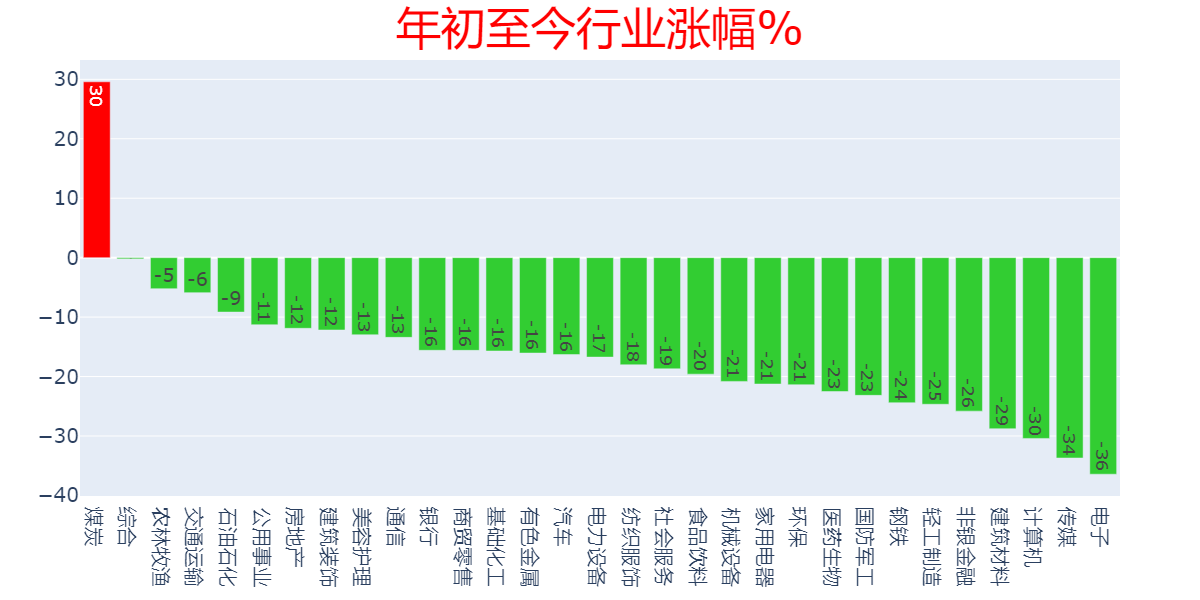 年初至今行业涨幅%
30
20
10
0
−10
−20
−30
−40
30
-5
-6
-9
-11
-12
-12
-13
-13
-16
-16
-16
-16
-16
-17
-18
-19
-20
-21
-21
-21
-23
-23
-24
-25
-26
-29
-30
-34
-36
煤炭
综合
农林牧渔
交通运输
石油石化
公用事业
房地产
建筑装饰
美容护理
通信
银行
商贸零售
基础化工
有色金属
汽车
电力设备
纺织服饰
社会服务
食品饮料
机械设备
家用电器
环保
医药生物
国防军工
钢铁
轻工制造
非银金融
建筑材料
计算机
传媒
电子